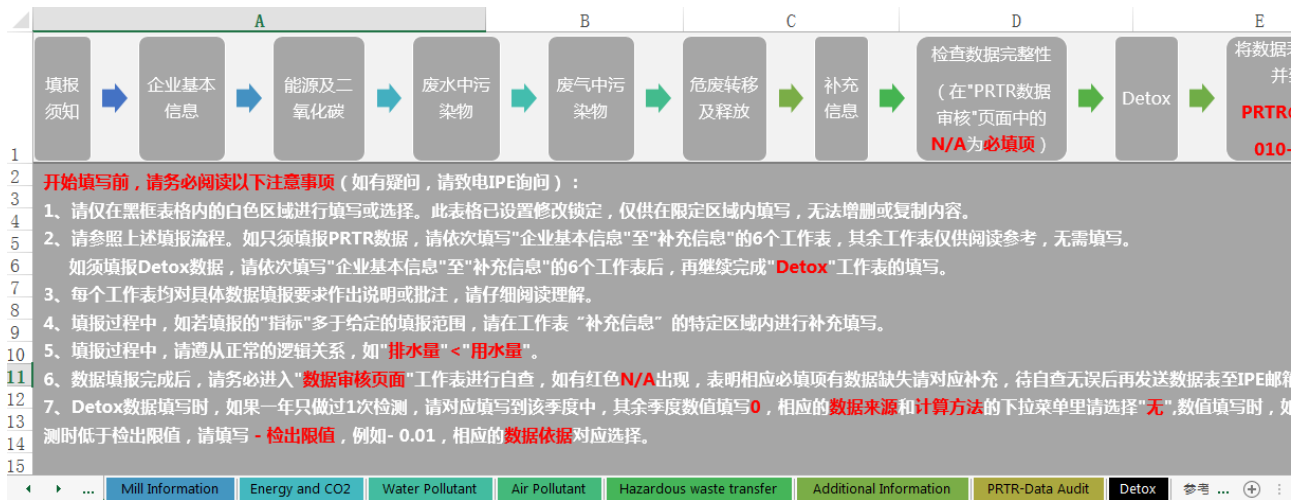 A B C D E
填报
须知
企业基本
信息
能源及二
氧化碳
废水中污
染物
废气中污
染物
危废转移
及释放
补充
信息
检查数据完整性
（在"PRTR数据
审核"页面中的
N/A为必填项）
Detox
将数据
并
PRTR
010-
1
2
3
4
5
6
7
8
9
10
11
12
13
14
15
开始填写前，请务必阅读以下注意事项（如有疑问，请致电IPE询问）：
1、请仅在黑框表格内的白色区域进行填写或选择。此表格已设置修改锁定，仅供在限定区域内填写，无法增删或复制内容。
2、请参照上述填报流程。如只须填报PRTR数据，请依次填写"企业基本信息"至"补充信息"的6个工作表，其余工作表仅供阅读参考，无需填写。
如须填报Detox数据，请依次填写"企业基本信息"至"补充信息"的6个工作表后，再继续完成"Detox"工作表的填写。
3、每个工作表均对具体数据填报要求作出说明或批注，请仔细阅读理解。
4、填报过程中，如若填报的"指标"多于给定的填报范围，请在工作表“补充信息”的特定区域内进行补充填写。
5、填报过程中，请遵从正常的逻辑关系，如"排水量"<"用水量"。
6、数据填报完成后，请务必进入"数据审核页面"工作表进行自查，如有红色N/A出现，表明相应必填项有数据缺失请对应补充，待自查无误后再发送数据表至IPE邮箱
7、Detox数据填写时，如果一年只做过1次检测，请对应填写到该季度中，其余季度数值填写0，相应的数据来源和计算方法的下拉菜单里请选择"无",数值填写时，如
测时低于检出限值，请填写 - 检出限值，例如- 0.01，相应的数据依据对应选择。
... Mill Information Energy and CO2 Water Pollutant Air Pollutant Hazardous waste transfer Additional Information PRTR-Data Audit Detox 参考 ...